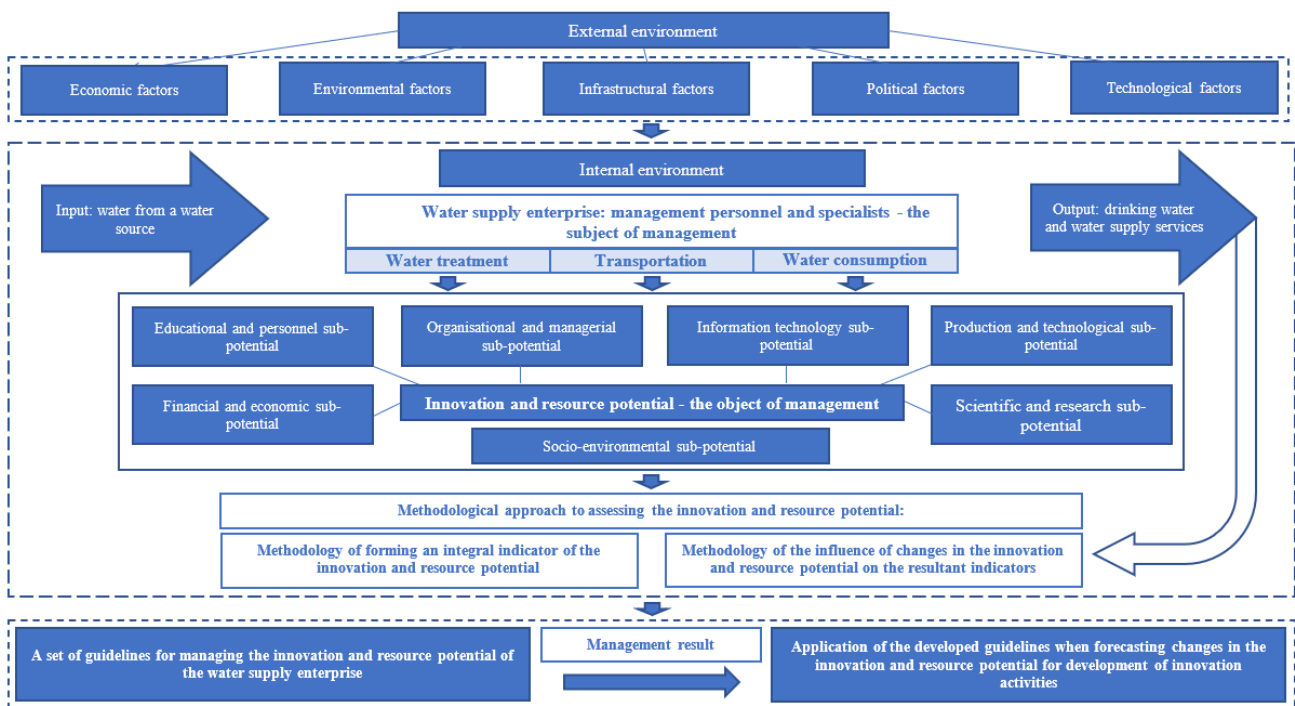 External environment
Economic factors
Environmental factors
Infrastructural factors
Political factors
Technological factors
Internal environment
Input: water from a water
source
Water supply enterprise: management personnel and specialists - the
subject of management
Output: drinking water
and water supply services
Water treatment
Transportation
Water consumption
Educational and personnel sub-
potential
Organisational and managerial
sub-potential
Information technology sub-
potential
Production and technological sub-
potential
Financial and economic sub-
potential
Innovation and resource potential - the object of management
Scientific and research sub-
potential
Socio-environmental sub-potential
Methodological approach to assessing the innovation and resource potential:
Methodology of forming an integral indicator of the
innovation and resource potential
Methodology of the influence of changes in the innovation
and resource potential on the resultant indicators
A set of guidelines for managing the innovation and resource potential of
the water supply enterprise
Management result
Application of the developed guidelines when forecasting changes in the
innovation and resource potential for development of innovation
activities